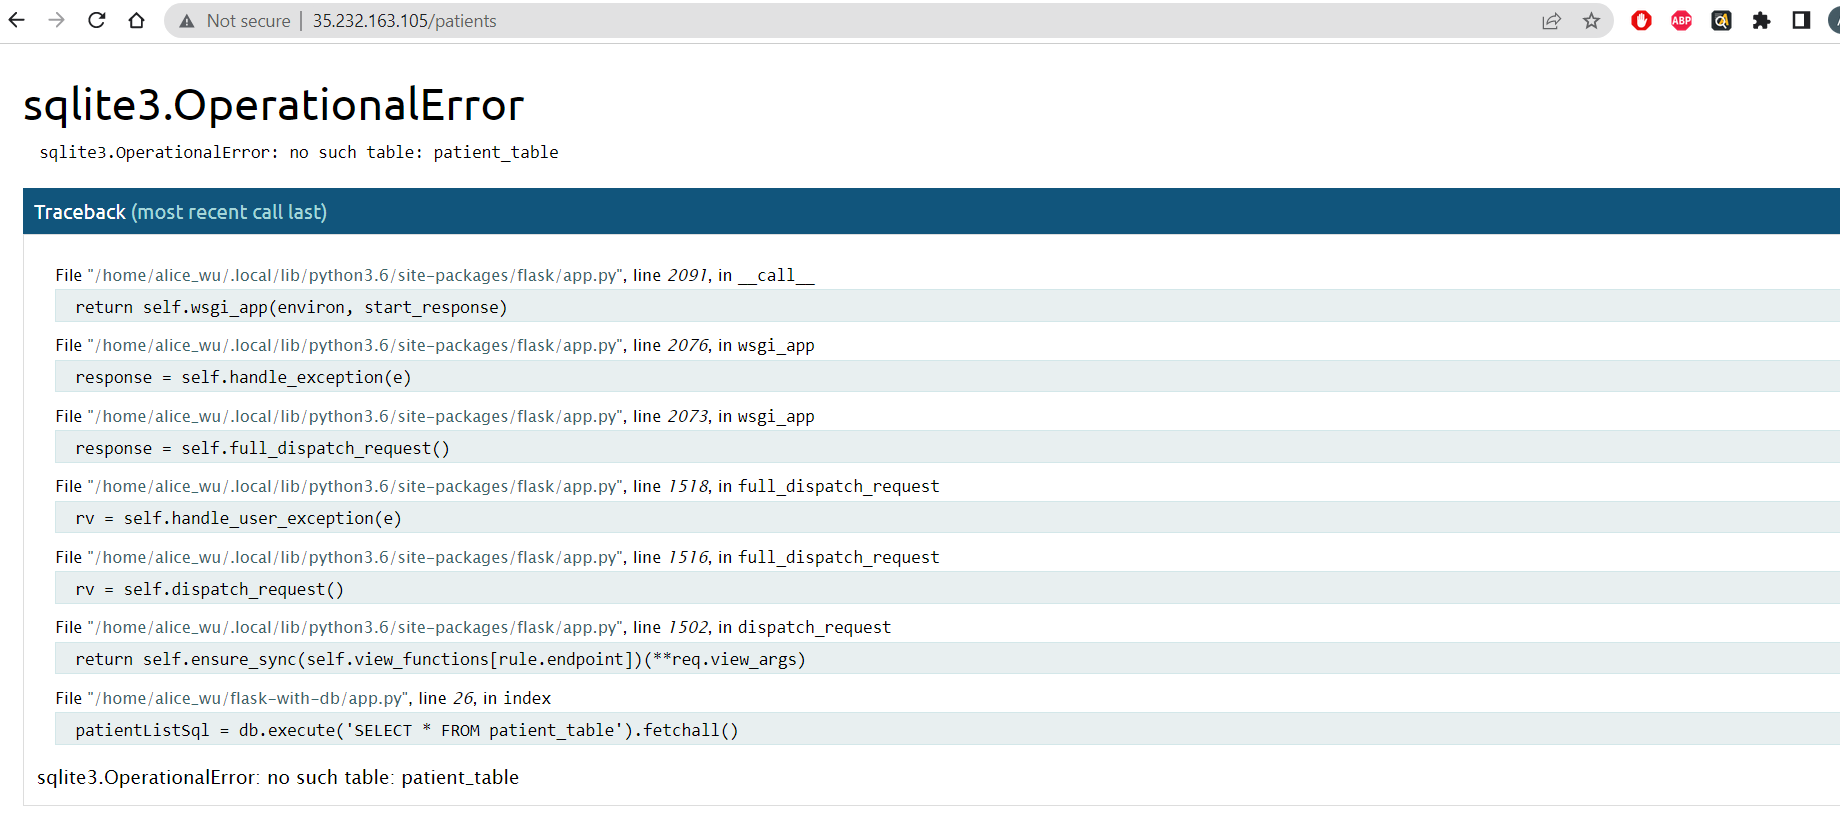 Not secure | 35.232.163.105/patients
ABP
sqlite3.OperationalError
sqlite3.OperationalError: no such table: patient_table
Traceback (most recent call last)
File "/home/alice_wu/.local/lib/python3.6/site-packages/flask/app.py", line 2091, in __call__
return self.wsgi_app(environ, start_response)
File "/home/alice_wu/.local/lib/python3.6/site-packages/flask/app.py", line 2076, in wsgi_app
response = self.handle_exception(e)
File "/home/alice_wu/.local/lib/python3.6/site-packages/flask/app.py", line 2073, in wsgi_app
response = self.full_dispatch_request()
File "/home/alice_wu/.local/lib/python3.6/site-packages/flask/app.py", line 1518, in full_dispatch_request
rv = self.handle_user_exception(e)
File "/home/alice_wu/.local/lib/python3.6/site-packages/flask/app.py", line 1516, in full_dispatch_request
rv = self.dispatch_request()
File "/home/alice_wu/.local/lib/python3.6/site-packages/flask/app.py", line 1502, in dispatch_request
return self.ensure_sync(self.view_functions[rule.endpoint])(**req.view_args)
File "/home/alice_wu/flask-with-db/app.py", line 26, in index
patientListSql = db.execute('SELECT * FROM patient_table').fetchall()
sqlite3.OperationalError: no such table: patient_table